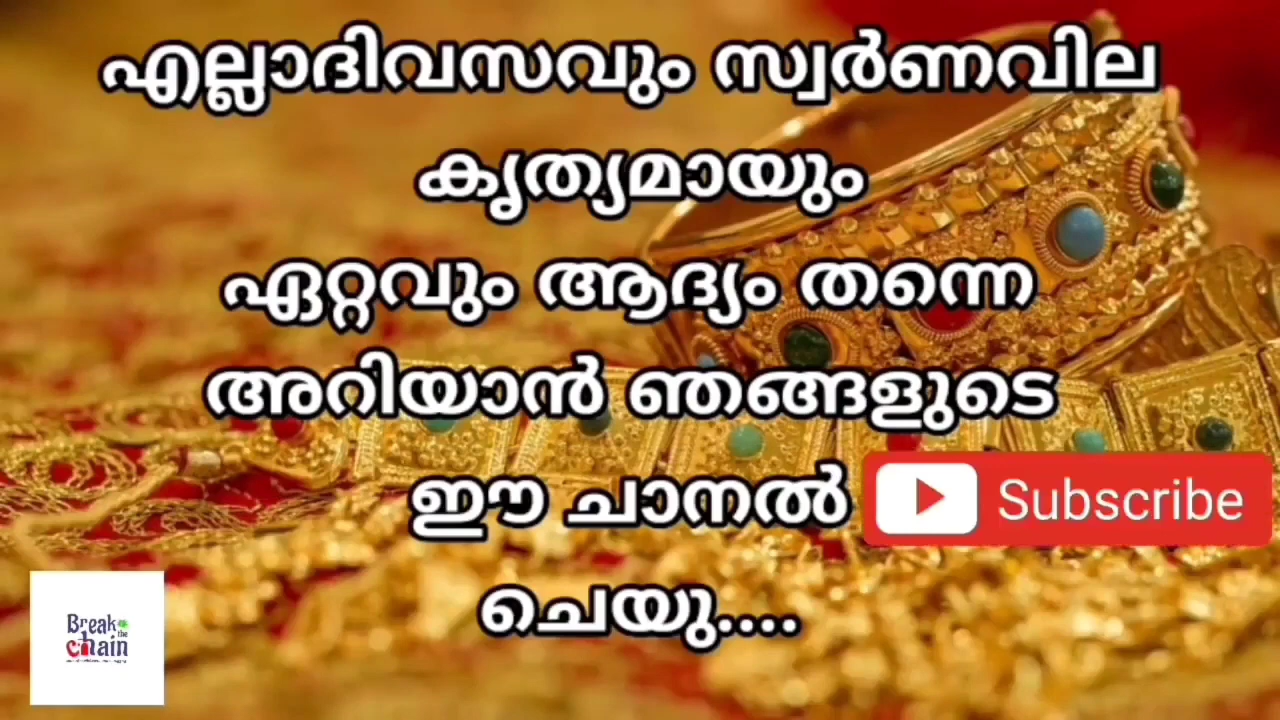 എല്ലാദിവസവും സ്വർണവില
കൃത്യമായും
ഏറ്റവും ആദ്യം തന്നെ
അറിയാൻ ഞങ്ങളുടെ
ഈ ചാനൽ Subscribe
ചെയു....
Break
the
chain